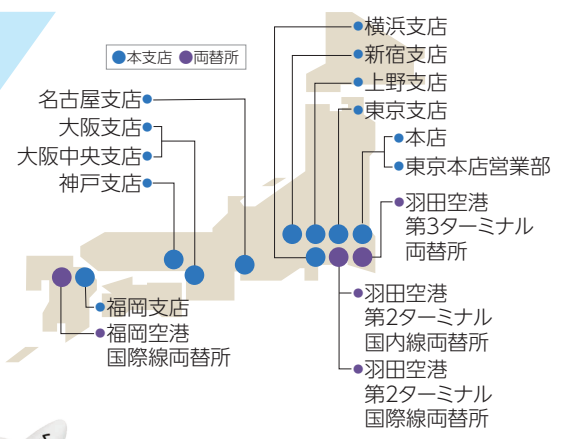 ●本支店 ●両替所
横浜支店
新宿支店
上野支店
東京支店
本店
東京本店営業部
羽田空港
第3ターミナル
両替所
名古屋支店
大阪支店
大阪中央支店
神戸支店
福岡支店
福岡空港
国際線両替所
羽田空港
第2ターミナル
国内線両替所
羽田空港
第2ターミナル
国際線両替所